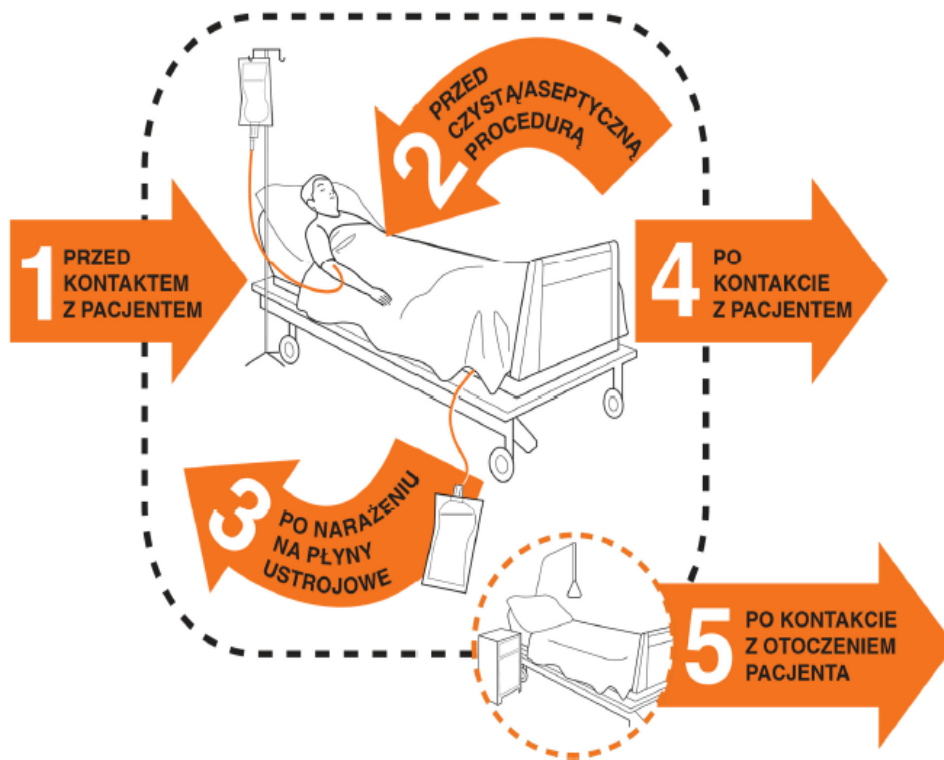 1 PRZED
KONTAKTEM
Z PACJENTEM
2 PRZED
CZYSTĄ/ASEPTYCZNĄ
PROCEDURĄ
3 PO NARAŻENIU
NA PŁYNY
USTROJOWE
4 PO
KONTAKCIE
Z PACJENTEM
5 PO KONTAKCIE
Z OTOCZENIEM
PACJENTA